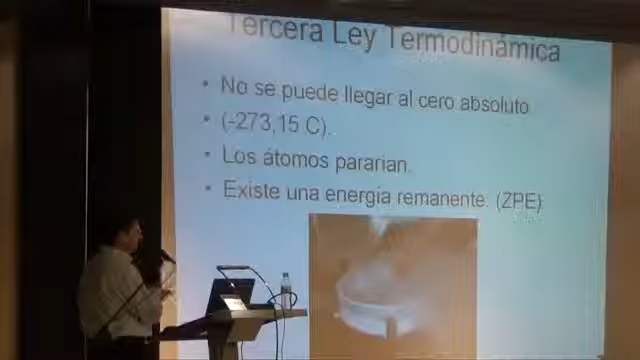 Tercera Ley Termodinámica
• No se puede llegar al cero absoluto
• (-273,15 C).
• Los átomos pararian.
• Existe una energía remanente. (ZPE)